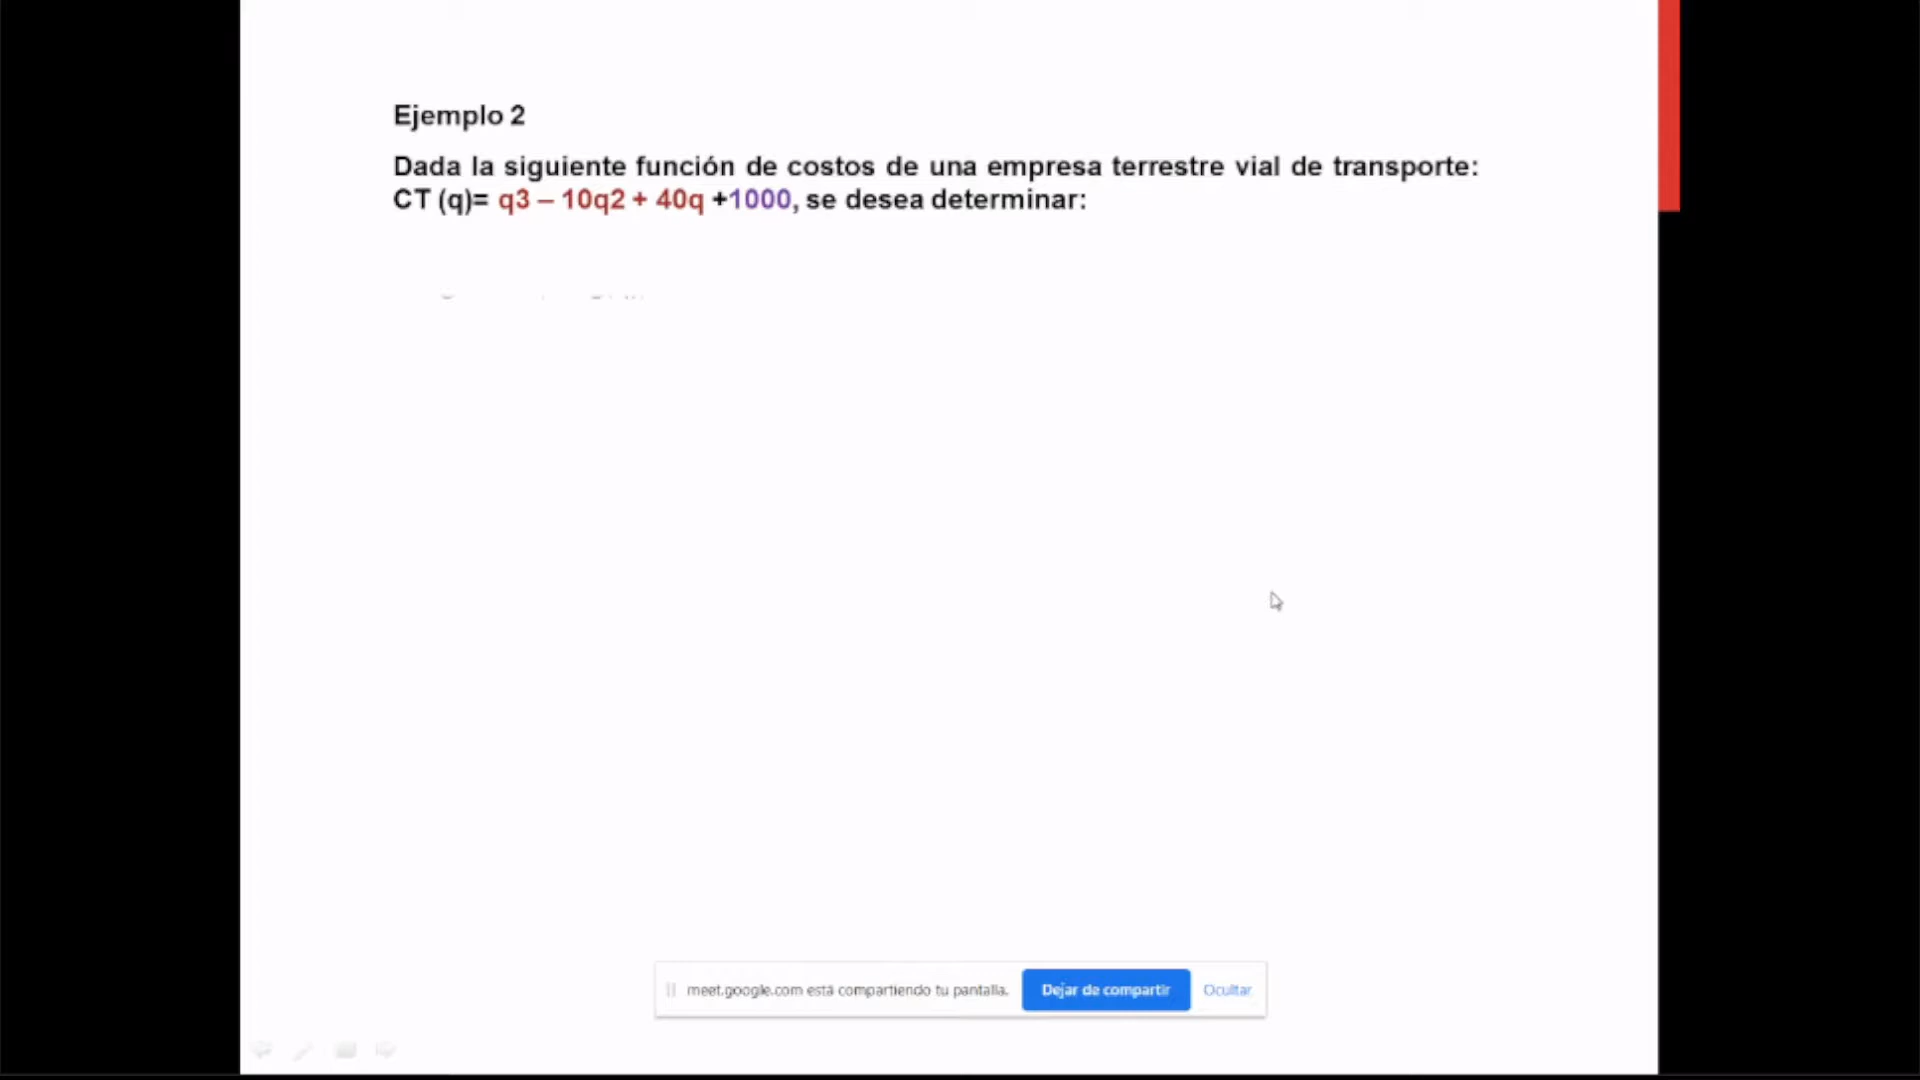 Ejemplo 2
Dada la siguiente función de costos de una empresa terrestre vial de transporte:
CT (q)= q3 – 10q2 + 40q +1000, se desea determinar:
meet.google.com está compartiendo tu pantalla. Dejar de compartir Ocultar